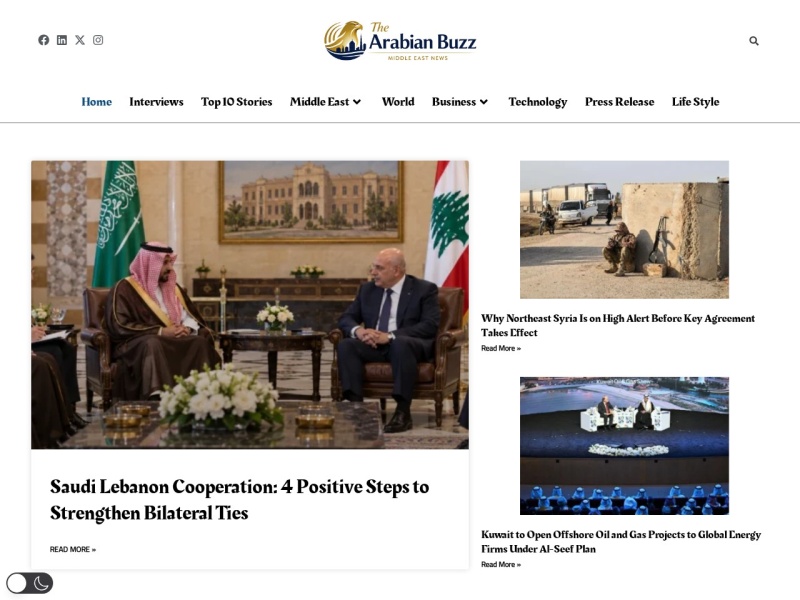 The
Arabian Buzz
MIDDLE EAST NEWS
Home Interviews Top 10 Stories Middle East World Business Technology Press Release Life Style
Saudi Lebanon Cooperation: 4 Positive Steps to
Strengthen Bilateral Ties
READ MORE »
Why Northeast Syria Is on High Alert Before Key Agreement
Takes Effect
Read More »
Kuwait Oil & Gas
Kuwait to Open Offshore Oil and Gas Projects to Global Energy
Firms Under Al-Seef Plan
Read More »